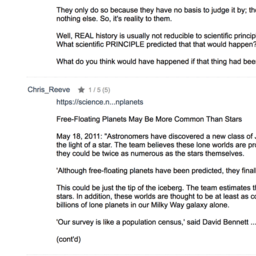 They only do so because they have no basis to judge it by; th
nothing else. So, it's reality to them.
Well, REAL history is usually not reducible to scientific princip
What scientific PRINCIPLE predicted that that would happen?
What do you think would have happened if that thing had bee
Chris_Reeve 1 / 5 (5)
https://science.n...nplanets
Free-Floating Planets May Be More Common Than Stars
May 18, 2011: "Astronomers have discovered a new class of J
the light of a star. The team believes these lone worlds are pr
they could be twice as numerous as the stars themselves.
'Although free-floating planets have been predicted, they final
This could be just the tip of the iceberg. The team estimates t
stars. In addition, these worlds are thought to be at least as co
billions of lone planets in our Milky Way galaxy alone.
'Our survey is like a population census,' said David Bennett ...
(cont'd)